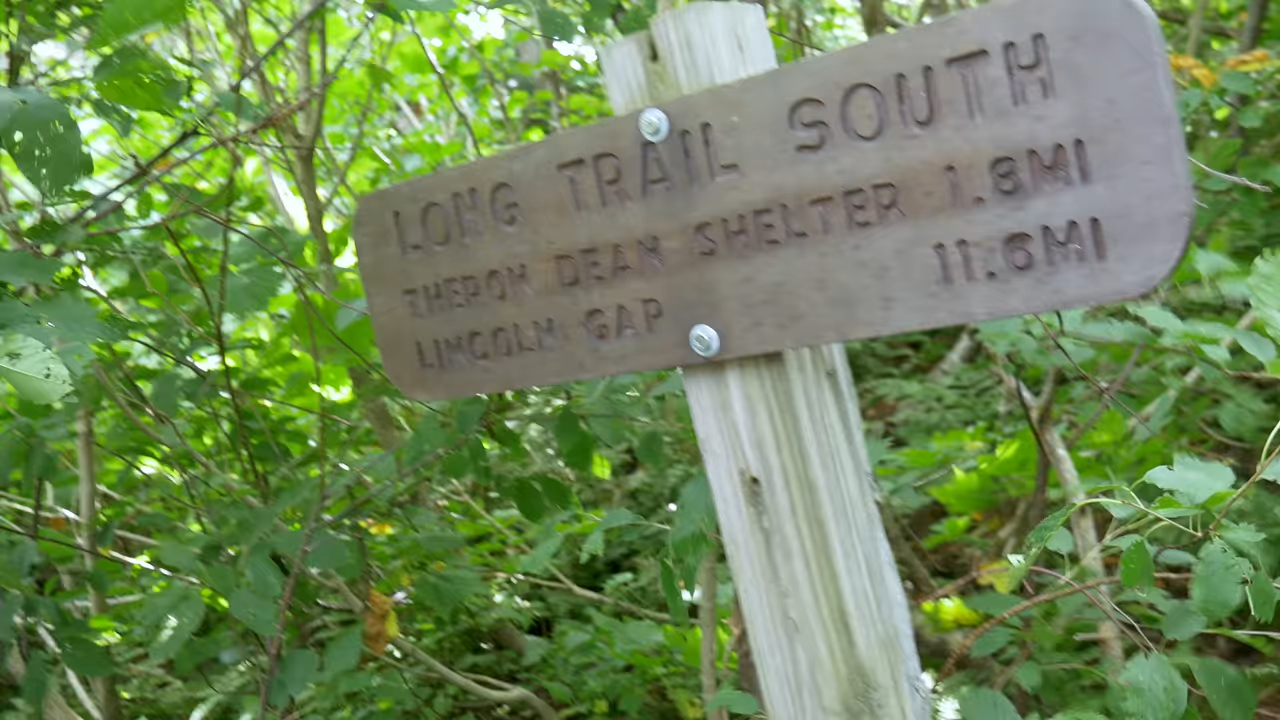 LONG TRAIL SOUTH
THERON DEAN SHELTER 1.8MI
LINCOLN GAP 11.6MI